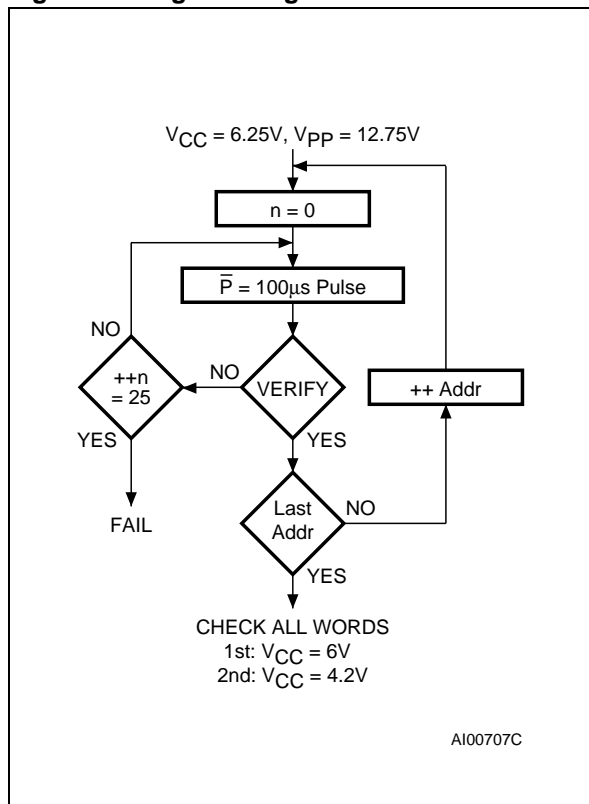 VCC = 6.25V, VPP = 12.75V
n = 0
P̅ = 100μs Pulse
NO
++n
= 25
NO
VERIFY
++ Addr
YES
YES
Last
Addr
NO
FAIL
YES
CHECK ALL WORDS
1st: VCC = 6V
2nd: VCC = 4.2V
AI00707C